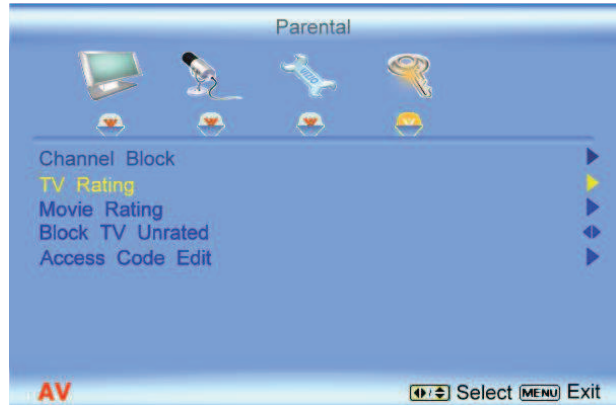 Parental
Channel Block
TV Rating
Movie Rating
Block TV Unrated
Access Code Edit
AV Select MENU Exit